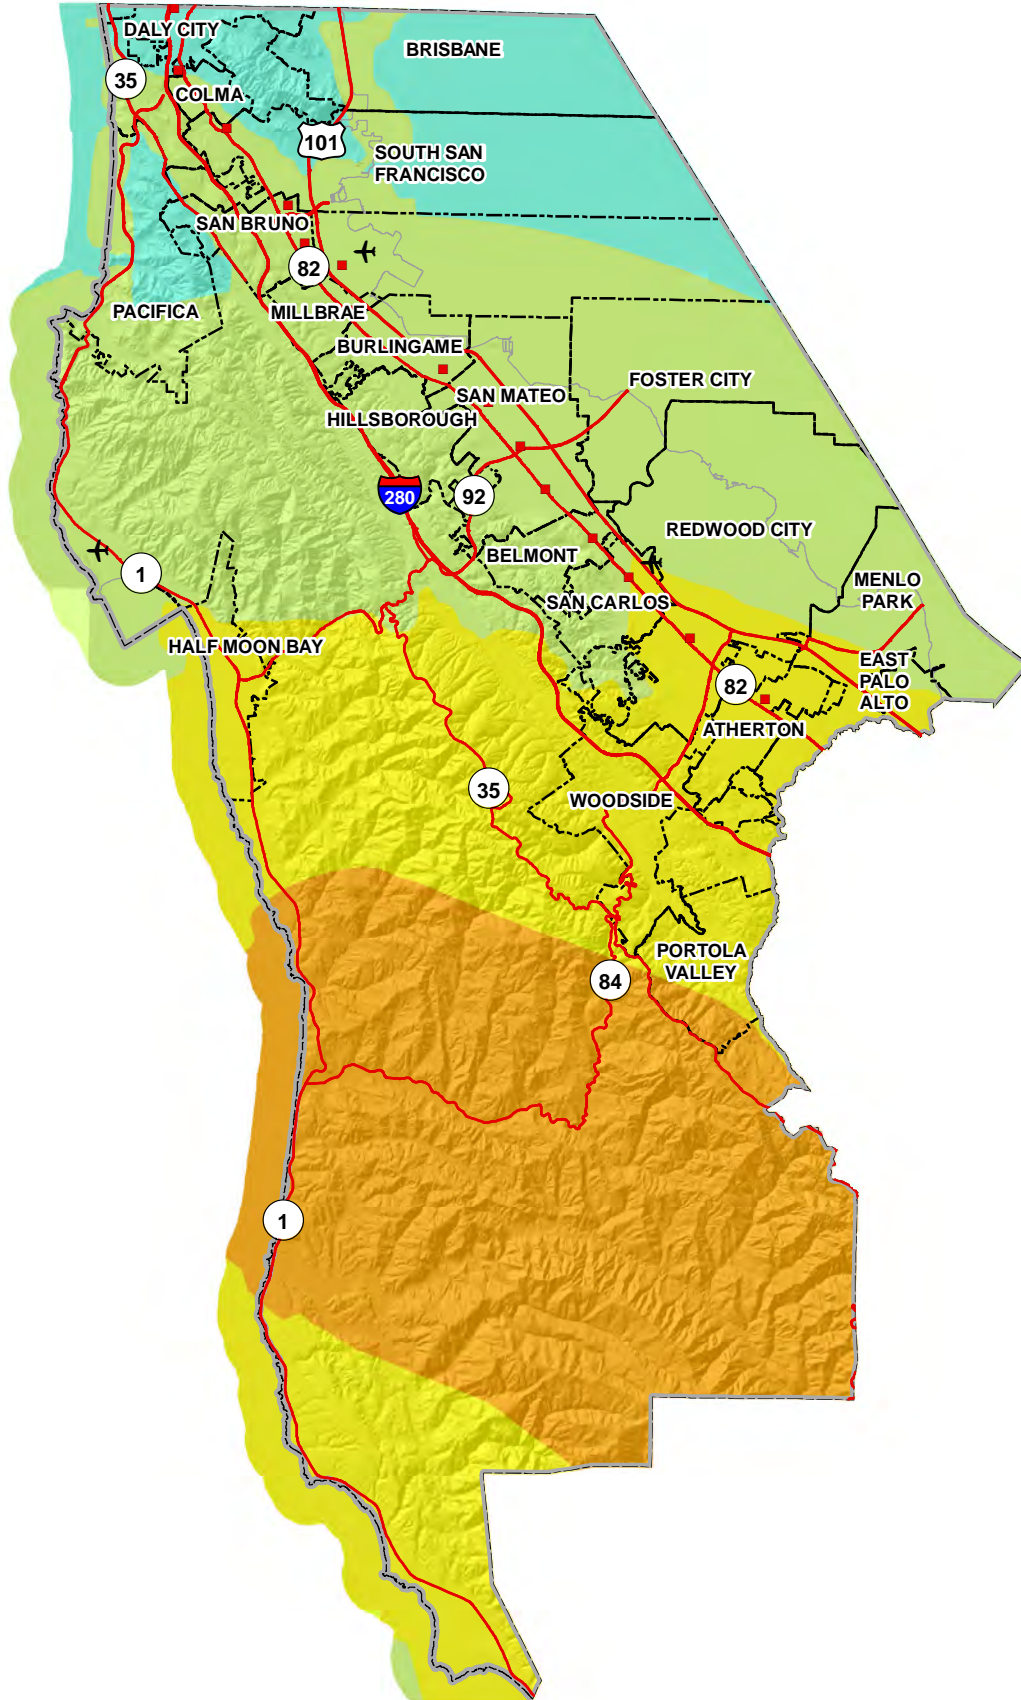 DALY CITY
BRISBANE
35
COLMA
101
SOUTH SAN
FRANCISCO
SAN BRUNO
82
PACIFICA
MILLBRAE
BURLINGAME
FOSTER CITY
SAN MATEO
HILLSBOROUGH
280
92
REDWOOD CITY
BELMONT
1
MENLO
PARK
SAN CARLOS
HALF MOON BAY
EAST
PALO
ALTO
82
ATHERTON
35
WOODSIDE
PORTOLA
VALLEY
84
1